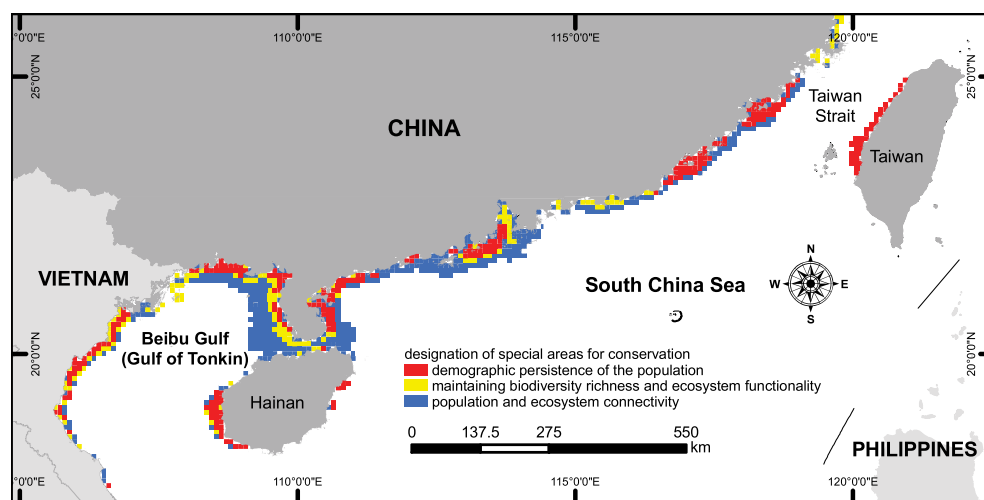 °0'0"E
110°0'0"E
115°0'0"E
120°0'0"E
25°0'0"N
25°0'0"N
Taiwan
Strait
CHINA
Taiwan
VIETNAM
N
W
E
S
South China Sea
Beibu Gulf
(Gulf of Tonkin)
20°0'0"N
20°0'0"N
designation of special areas for conservation
demographic persistence of the population
maintaining biodiversity richness and ecosystem functionality
population and ecosystem connectivity
Hainan
0 137.5 275 550
km
PHILIPPINES
°0'0"E
110°0'0"E
115°0'0"E
120°0'0"E